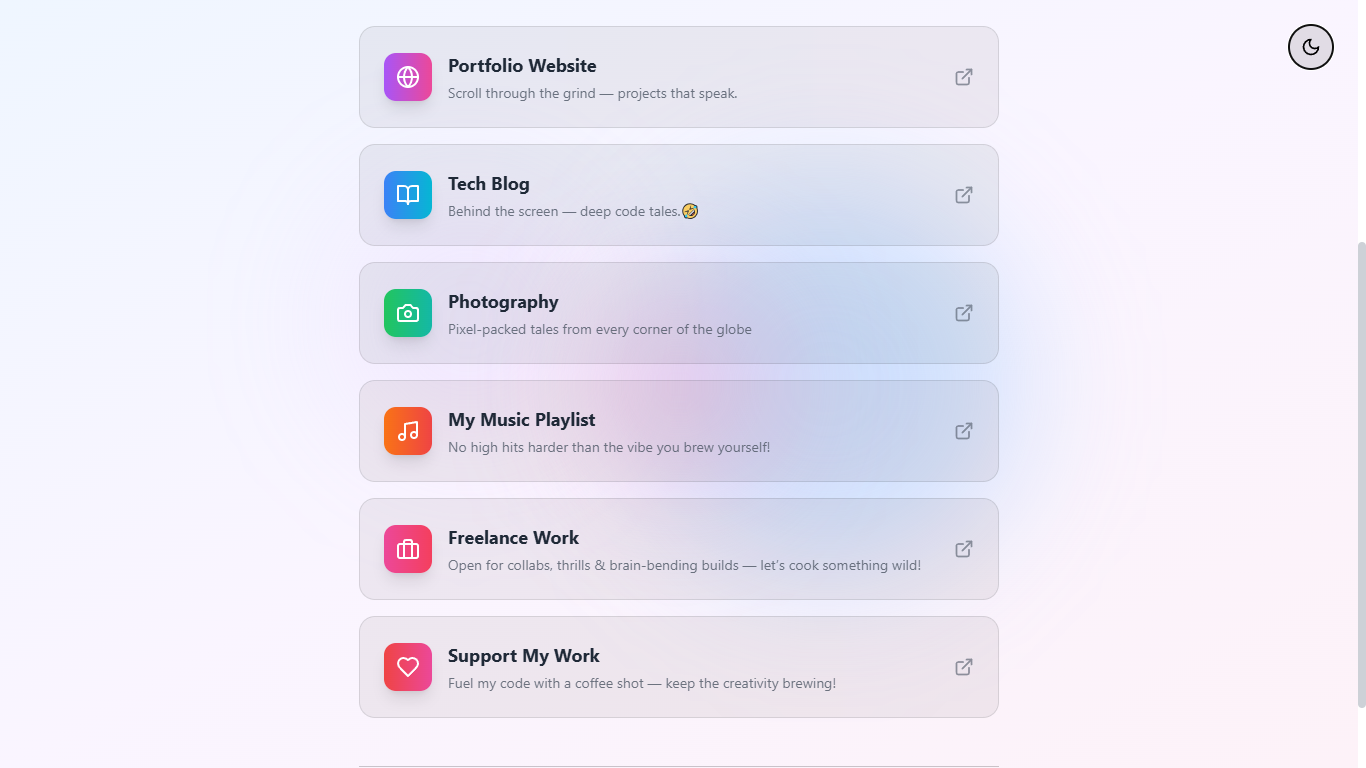 Portfolio Website
Scroll through the grind — projects that speak.
Tech Blog
Behind the screen — deep code tales.🤣
Photography
Pixel-packed tales from every corner of the globe
My Music Playlist
No high hits harder than the vibe you brew yourself!
Freelance Work
Open for collabs, thrills & brain-bending builds — let’s cook something wild!
Support My Work
Fuel my code with a coffee shot — keep the creativity brewing!